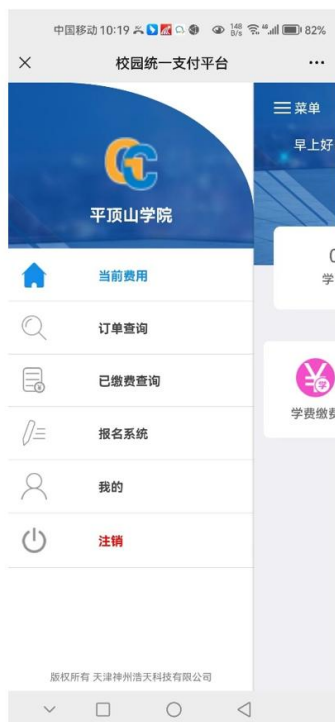 中国移动 10:19 148 B/s 46 82%
校园统一支付平台
菜单
早上好
平顶山学院
当前费用
订单查询
已缴费查询
报名系统
我的
注销
学
学费缴费
版权所有 天津神州浩天科技有限公司